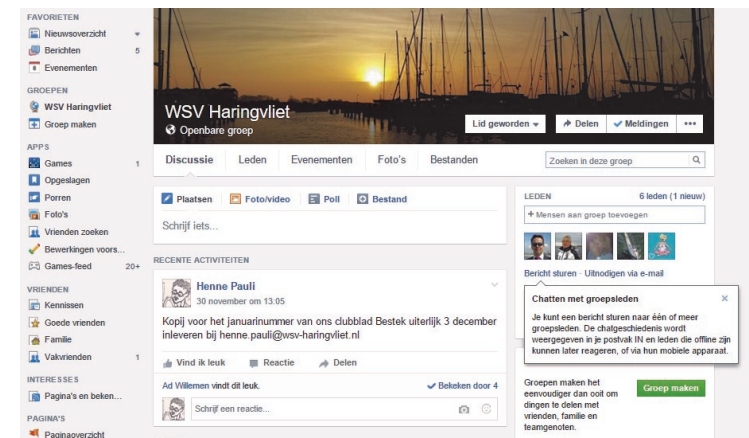 FAVORIETEN
Nieuwsoverzicht
Berichten 5
Evenementen
GROEPEN
WSV Haringvliet
Groep maken
APPS
Games 1
Opgeslagen
Porren
Foto's
Vrienden zoeken
Bewerkingen voors...
Games-feed 20+
VRIENDEN
Kennissen
Goede vrienden
Familie
Vakvrienden 1
INTERESSES
Pagina's en beken...
PAGINA'S
Paginaoverzicht
WSV Haringvliet
Openbare groep
Lid geworden
Delen
Meldingen
Discussie Leden Evenementen Foto's Bestanden
Zoeken in deze groep
Plaatsen Foto/video Poll Bestand
Schrijf iets...
RECENTE ACTIVITEITEN
Henne Pauli
30 november om 13:05
Kopij voor het januarinummer van ons clubblad Bestek uiterlijk 3 december
inleveren bij henne.pauli@wsv-haringvliet.nl
Vind ik leuk Reactie Delen
Ad Willemen vindt dit leuk. Bekeken door 4
Schrijf een reactie...
LEDEN 6 leden (1 nieuw)
+ Mensen aan groep toevoegen
Bericht sturen · Uitnodigen via e-mail
Chatten met groepsleden
Je kunt een bericht sturen naar één of meer
groepsleden. De chatgeschiedenis wordt
weergegeven in je postvak IN en leden die offline zijn
kunnen later reageren, of via hun mobiele apparaat.
Groepen maken het
eenvoudiger dan ooit om
dingen te delen met
vrienden, familie en
teamgenoten.
Groep maken